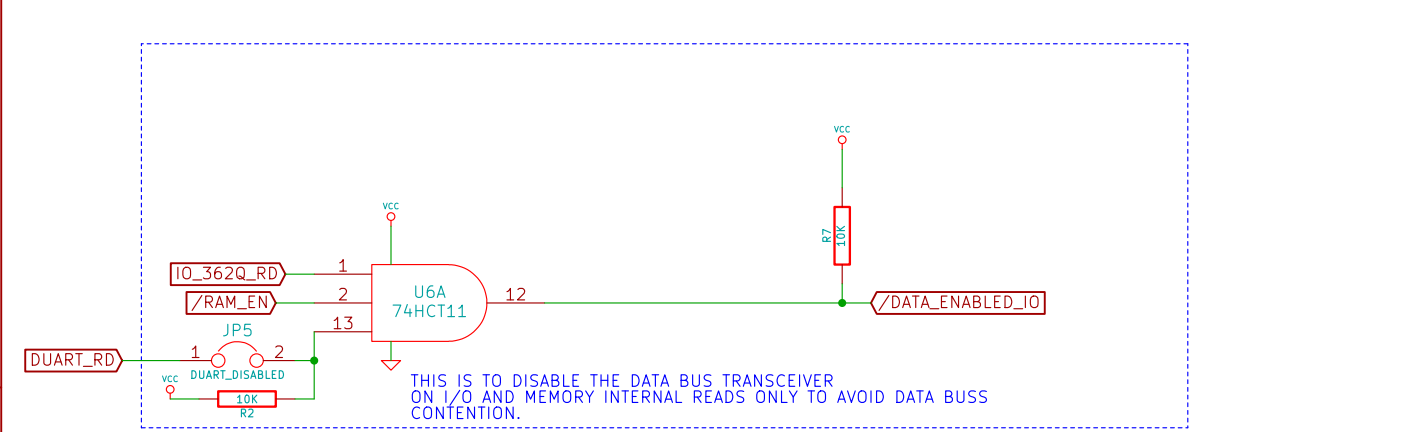 VCC
R7
10K
VCC
IO_362Q_RD
1
U6A
/RAM_EN
2
12
/DATA_ENABLED_IO
74HCT11
13
JP5
DUART_RD
1
2
DUART_DISABLED
VCC
10K
R2
THIS IS TO DISABLE THE DATA BUS TRANSCEIVER
ON I/O AND MEMORY INTERNAL READS ONLY TO AVOID DATA BUSS
CONTENTION.